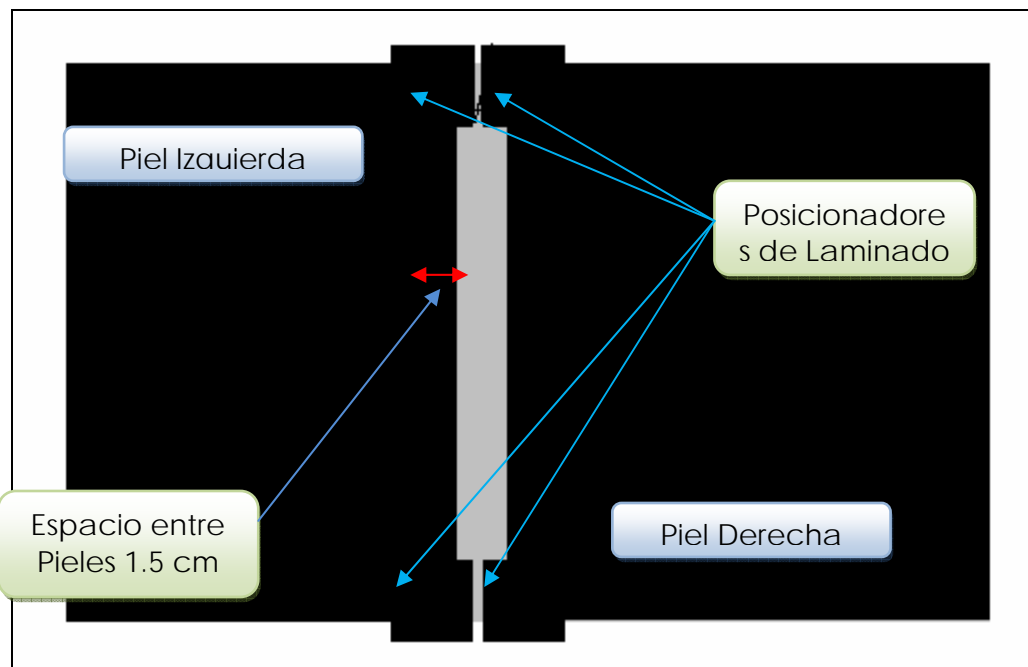 Piel Izquierda
Posicionadore
s de Laminado
Espacio entre
Pieles 1.5 cm
Piel Derecha